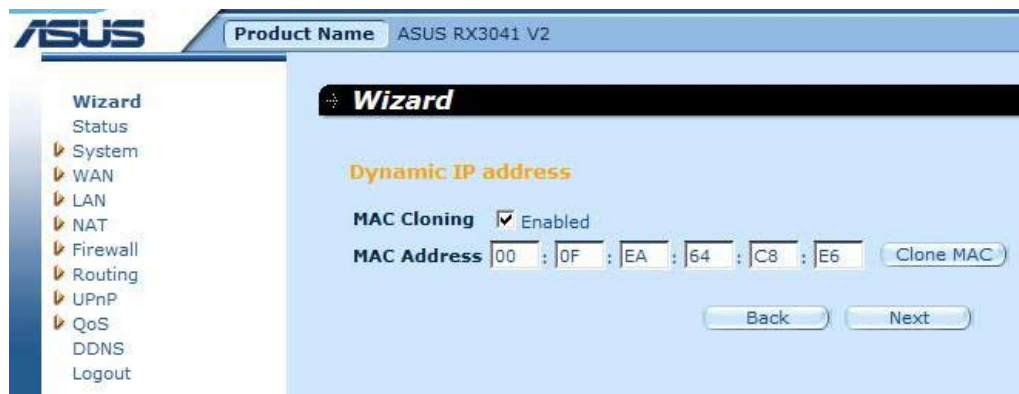 ASUS
Product Name ASUS RX3041 V2
Wizard
Status
System
WAN
LAN
NAT
Firewall
Routing
UPnP
QoS
DDNS
Logout
Wizard
Dynamic IP address
MAC Cloning Enabled
MAC Address 00 : 0F : EA : 64 : C8 : E6 Clone MAC
Back Next